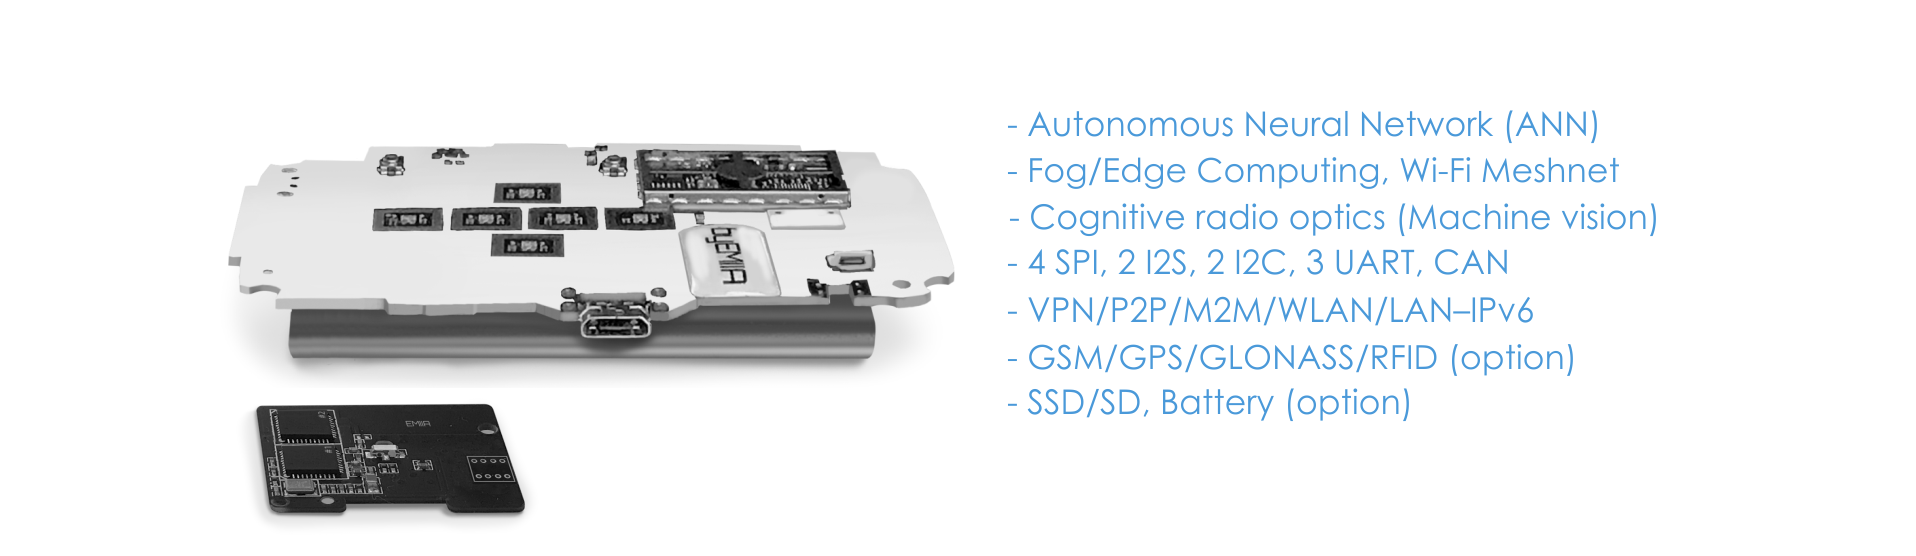 - Autonomous Neural Network (ANN)
- Fog/Edge Computing, Wi-Fi Meshnet
- Cognitive radio optics (Machine vision)
- 4 SPI, 2 I2S, 2 I2C, 3 UART, CAN
- VPN/P2P/M2M/WLAN/LAN–IPv6
- GSM/GPS/GLONASS/RFID (option)
- SSD/SD, Battery (option)
byEMIA
EMIA